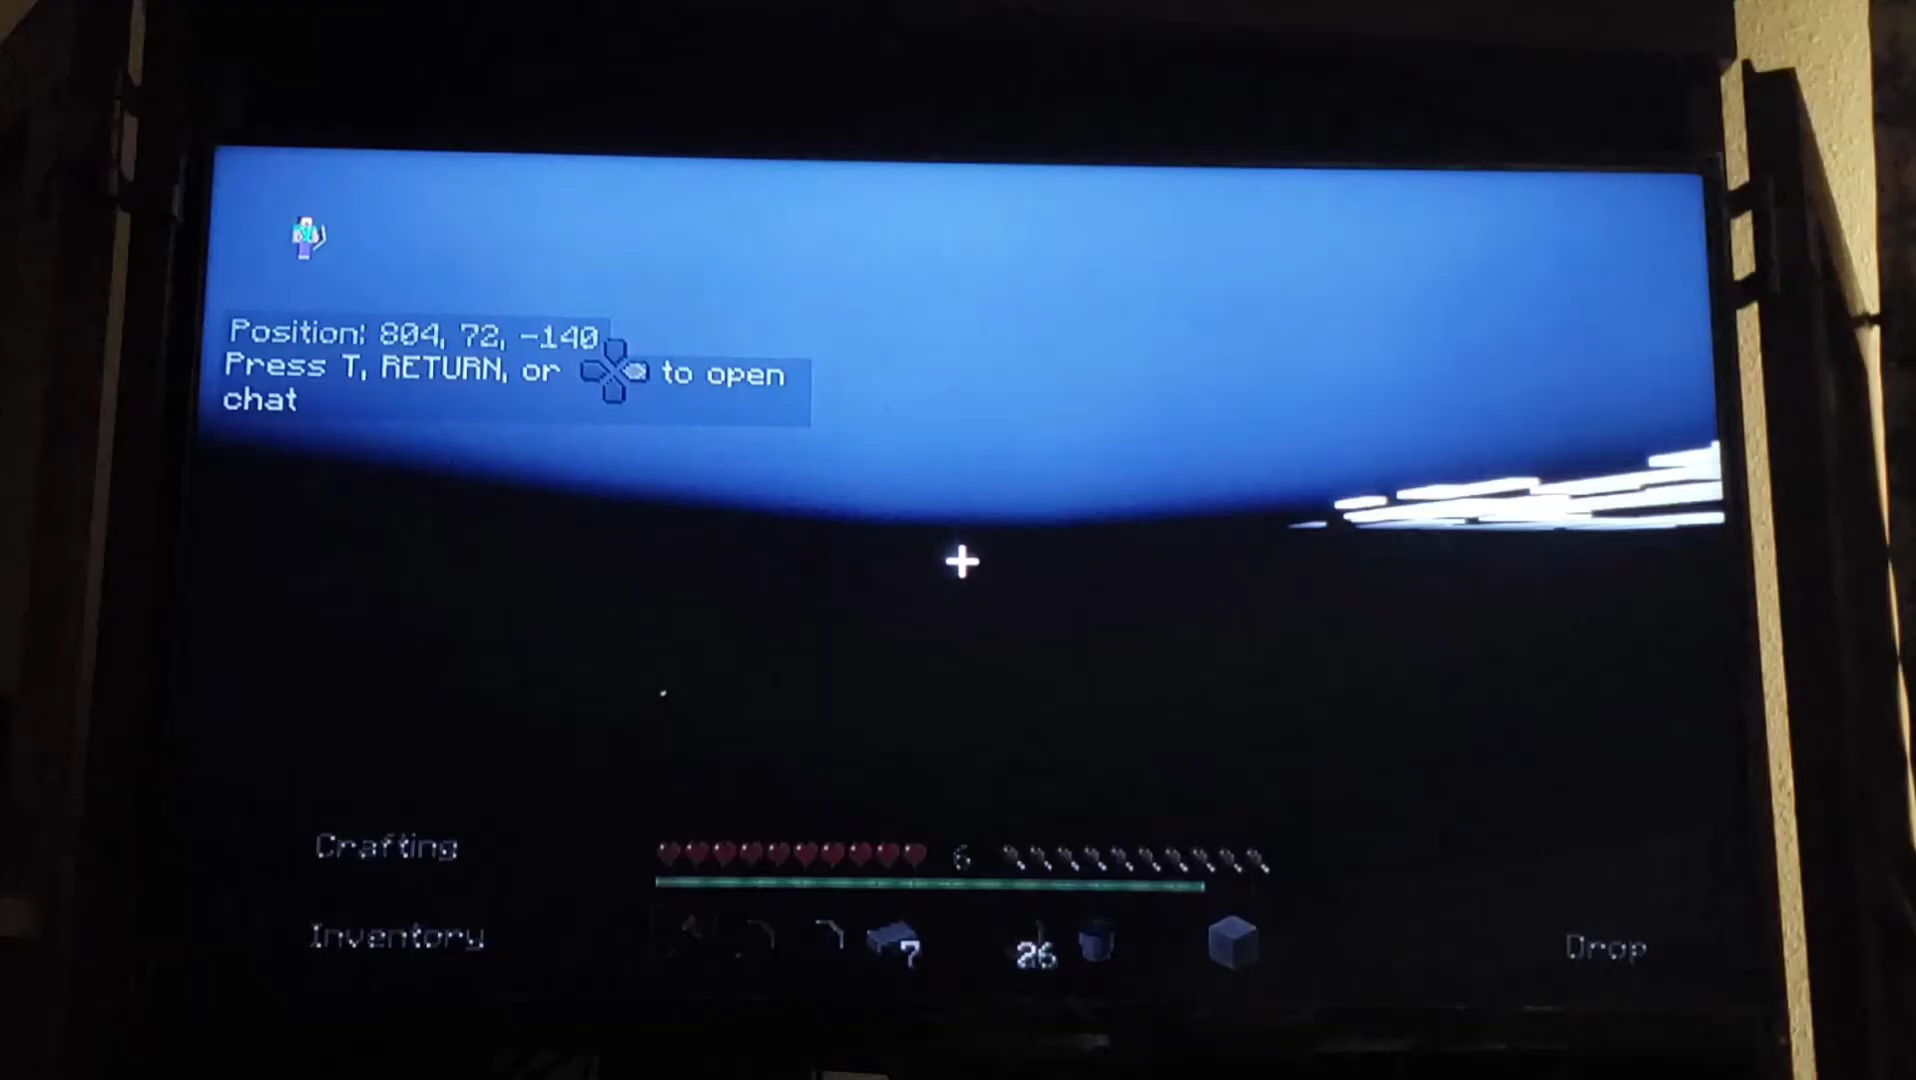 Position: 804, 72, -140
Press T, RETURN, or to open
chat
Crafting
6
Inventory
7
26
Drop